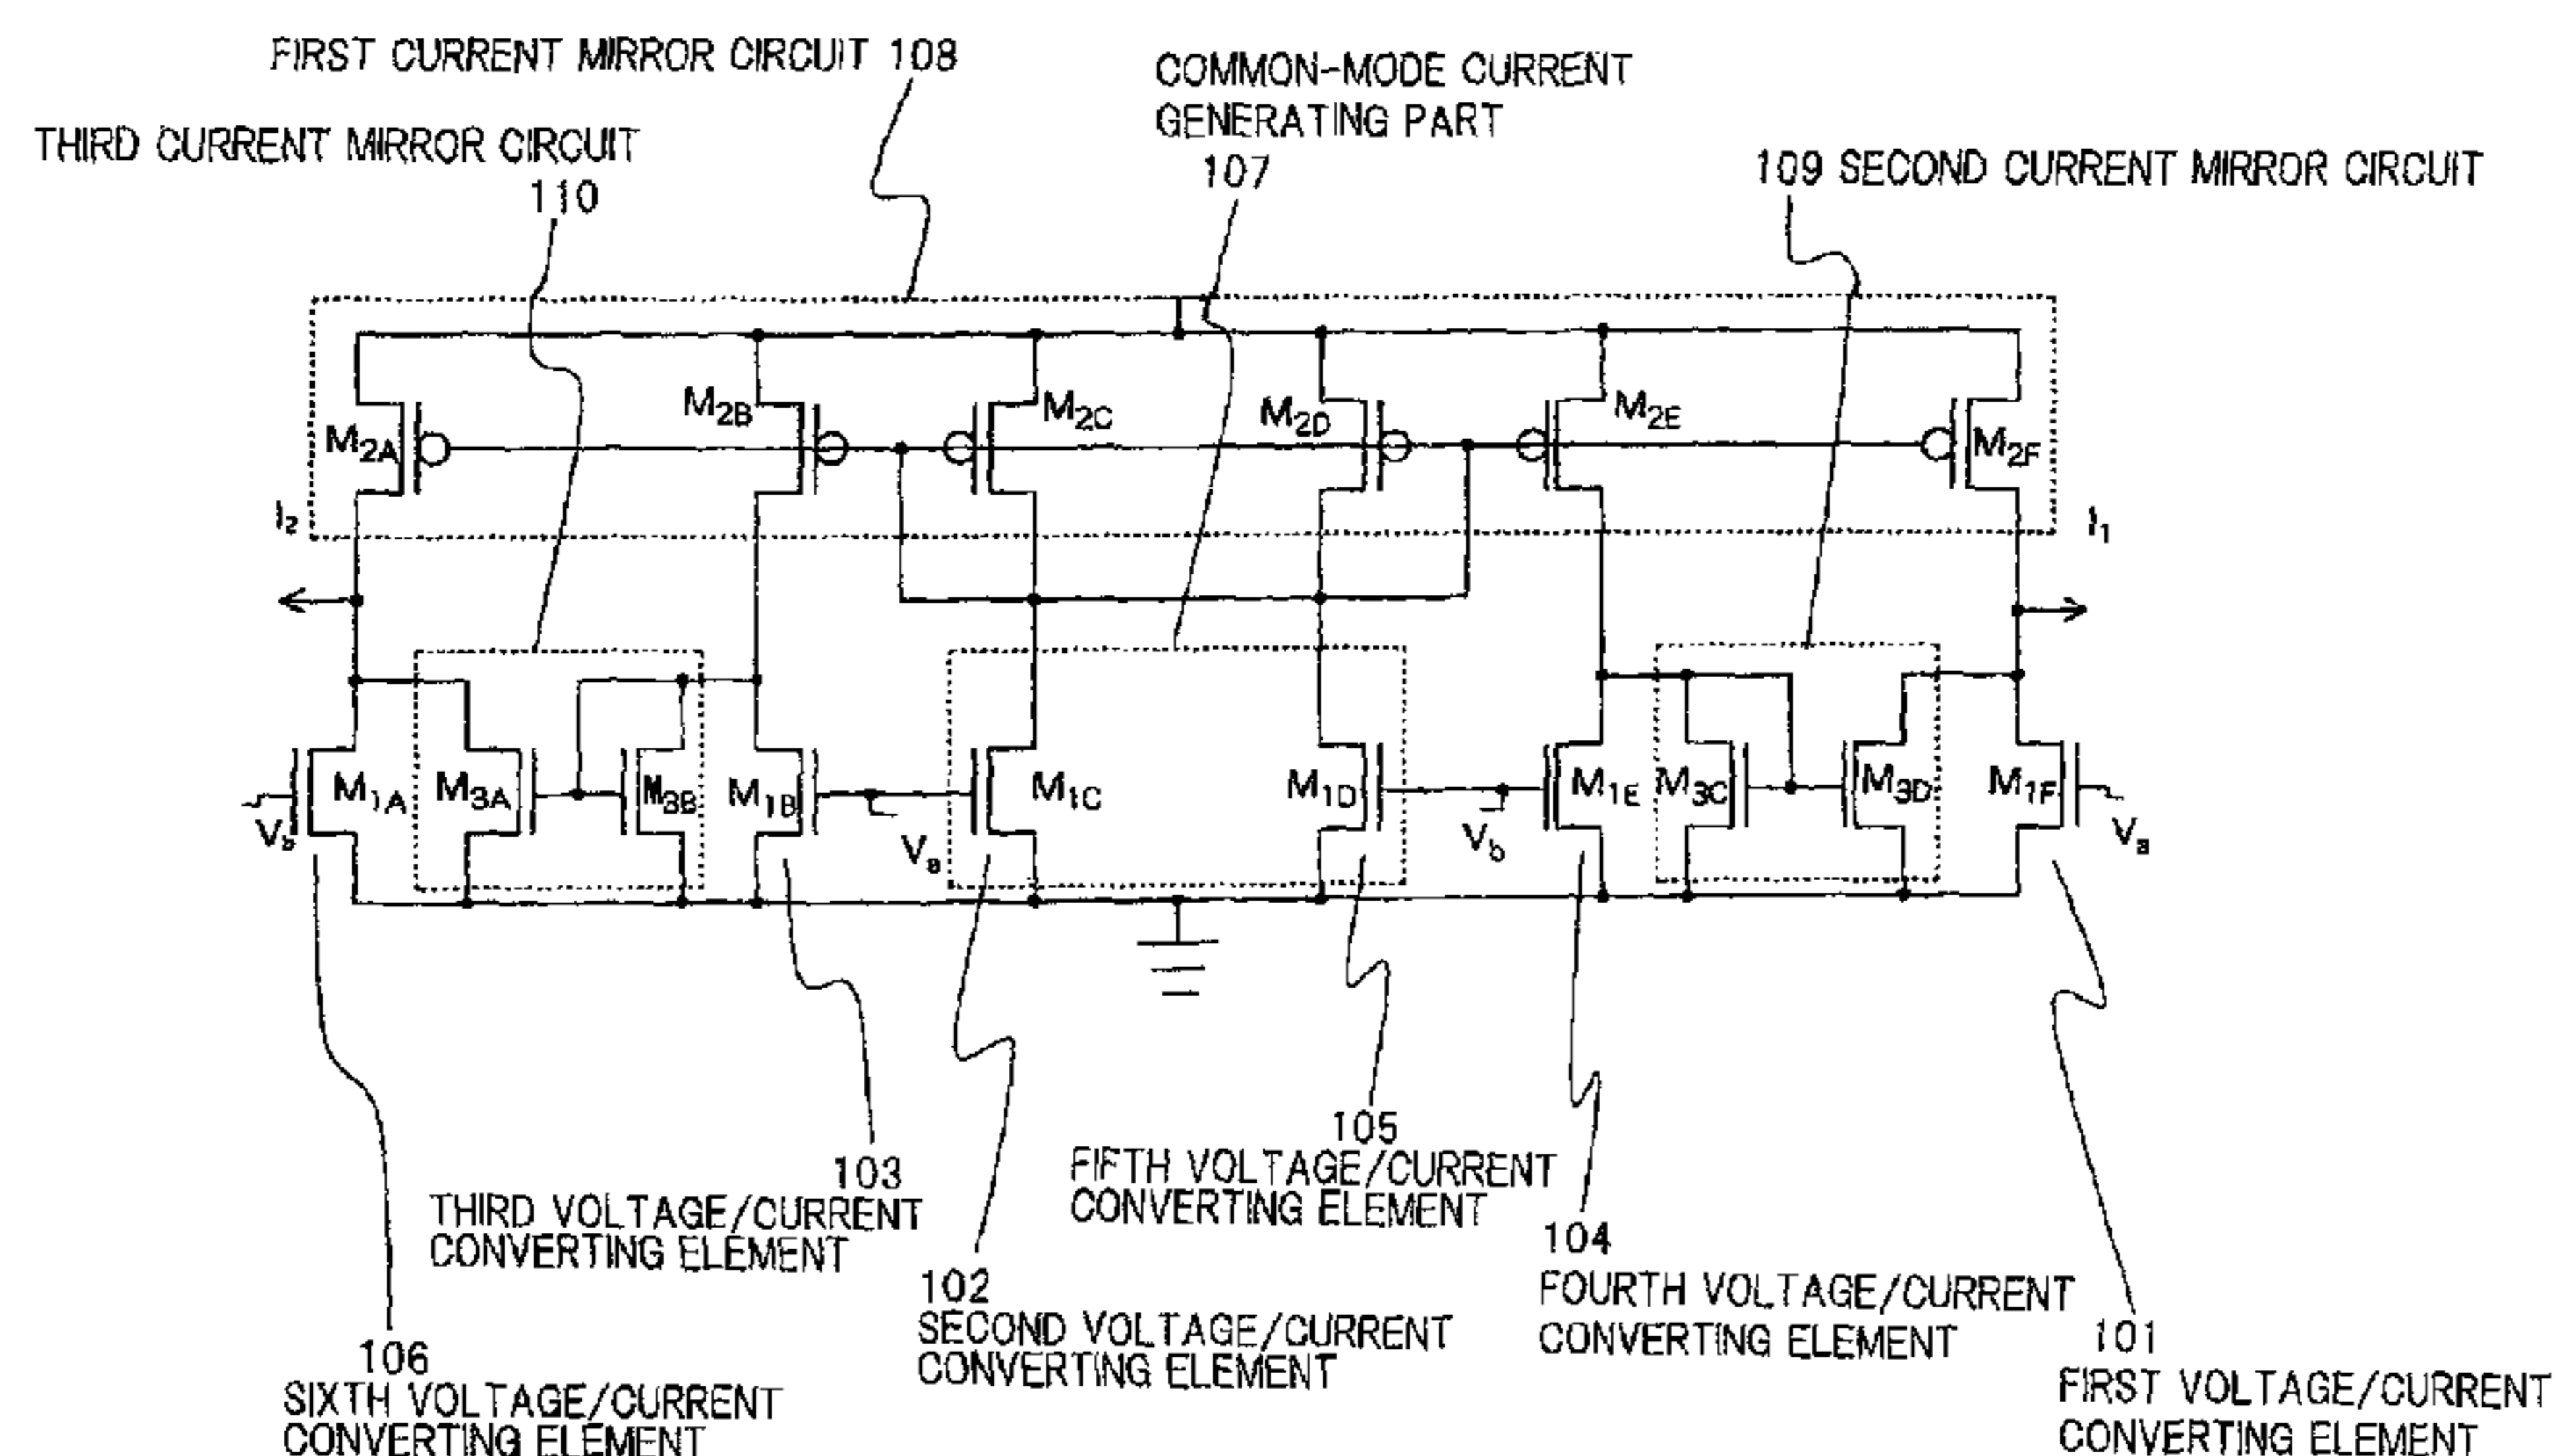 FIRST CURRENT MIRROR CIRCUIT 108
COMMON-MODE CURRENT
GENERATING PART
107
THIRD CURRENT MIRROR CIRCUIT
110
109 SECOND CURRENT MIRROR CIRCUIT
M2A
M2B
M2C
M2D
M2E
M2F
I2
I1
M1A
M3A
M3B
M1B
M1C
M1D
M1E
M3C
M3D
M1F
Vb
Va
Vb
Va
105
FIFTH VOLTAGE/CURRENT
CONVERTING ELEMENT
103
THIRD VOLTAGE/CURRENT
CONVERTING ELEMENT
104
FOURTH VOLTAGE/CURRENT
CONVERTING ELEMENT
102
SECOND VOLTAGE/CURRENT
CONVERTING ELEMENT
101
FIRST VOLTAGE/CURRENT
CONVERTING ELEMENT
106
SIXTH VOLTAGE/CURRENT
CONVERTING ELEMENT